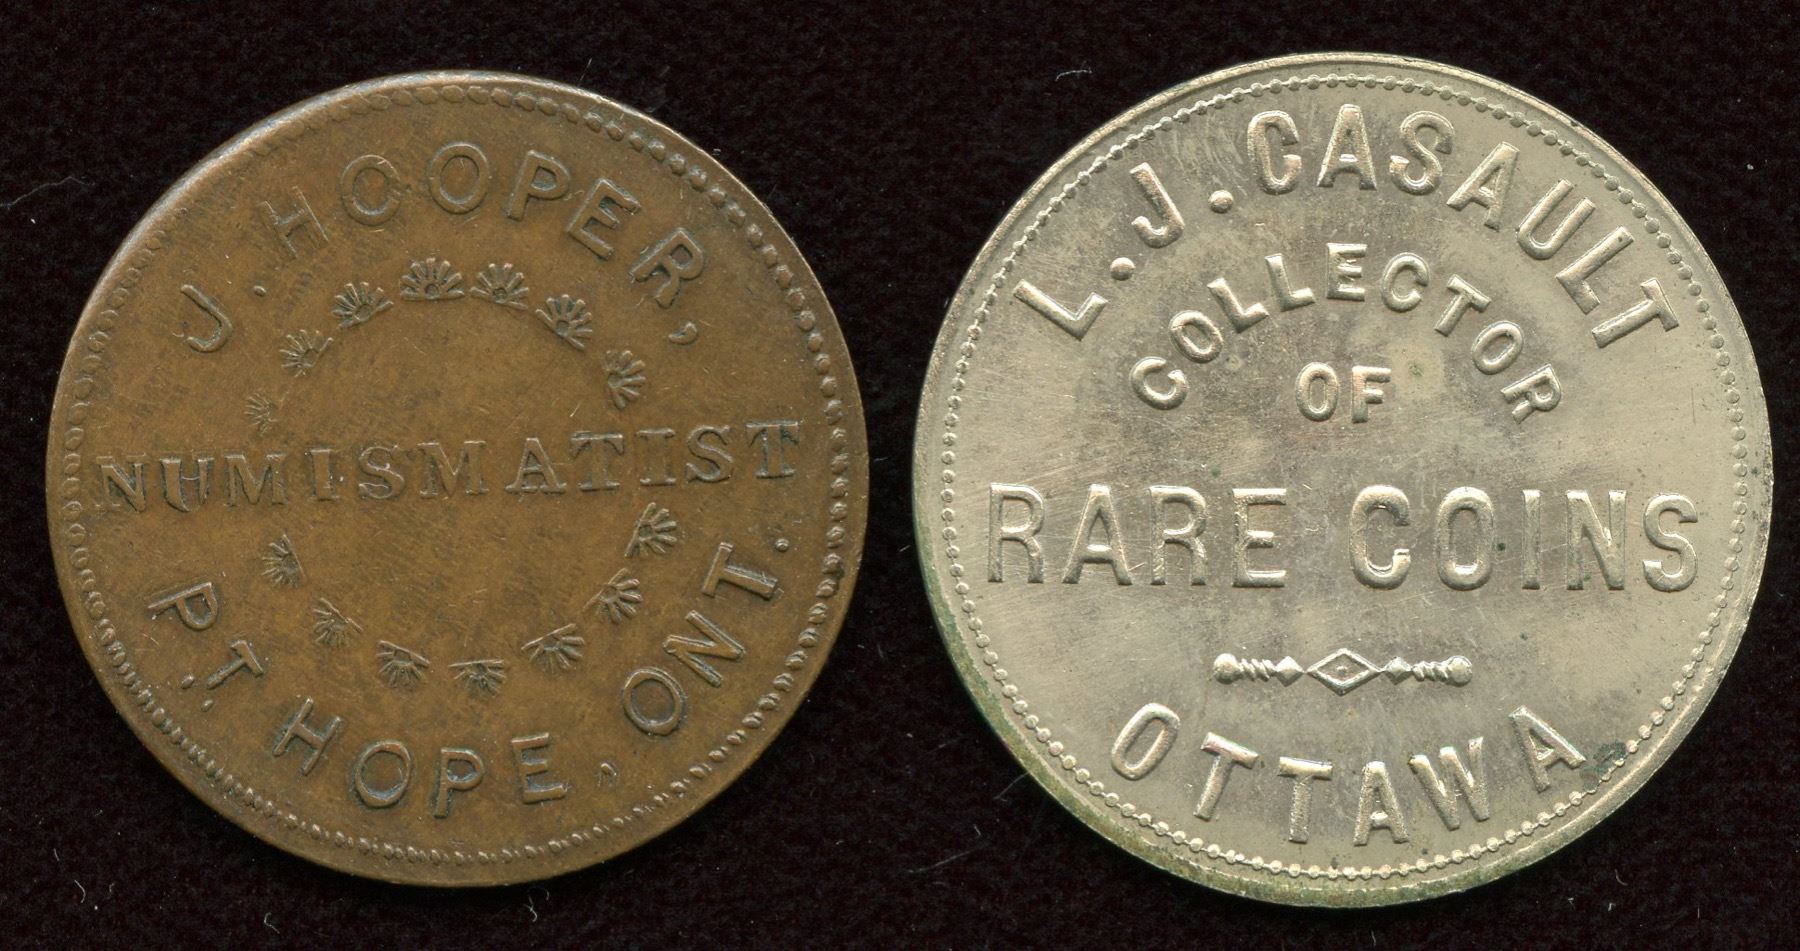 J. HOOPER,
NUMISMATIST
PT. HOPE, ONT.
L. J. CASAULT
COLLECTOR
OF
RARE COINS
OTTAWA